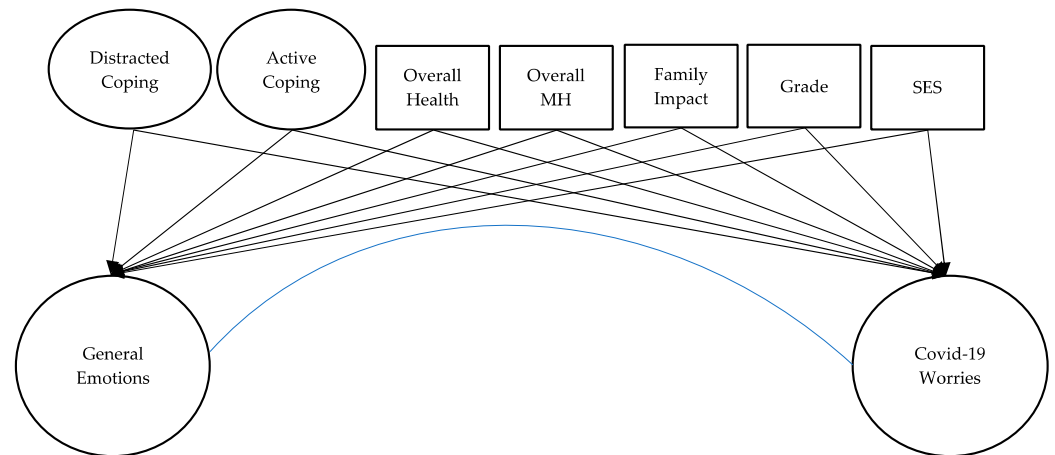 Distracted
Coping
Active
Coping
Overall
Health
Overall
MH
Family
Impact
Grade
SES
General
Emotions
Covid-19
Worries